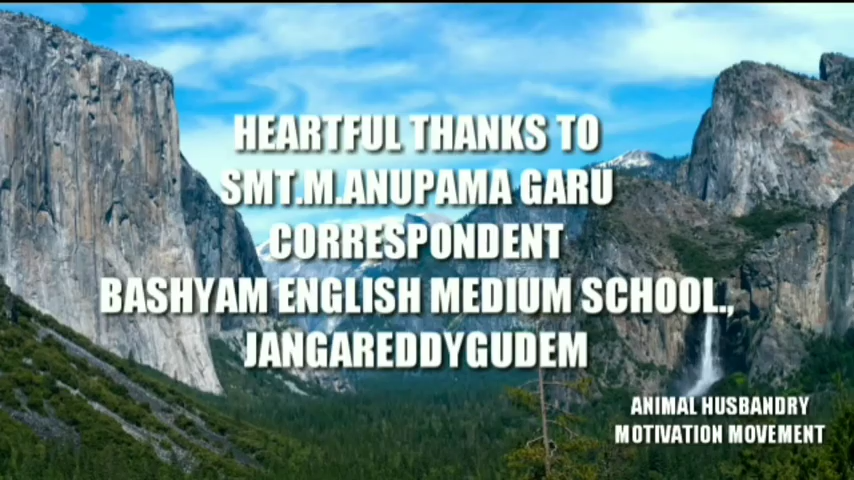 HEARTFUL THANKS TO
SMT.M.ANUPAMA GARU
CORRESPONDENT
BASHYAM ENGLISH MEDIUM SCHOOL.,
JANGAREDDYGUDEM
ANIMAL HUSBANDRY
MOTIVATION MOVEMENT